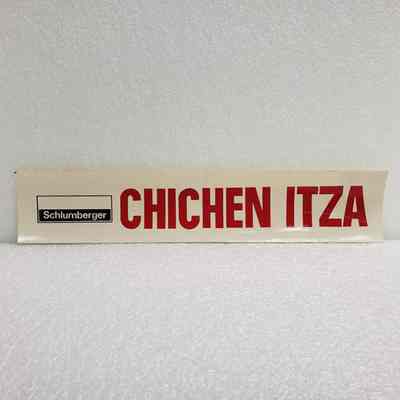 Schlumberger CHICHEN ITZA